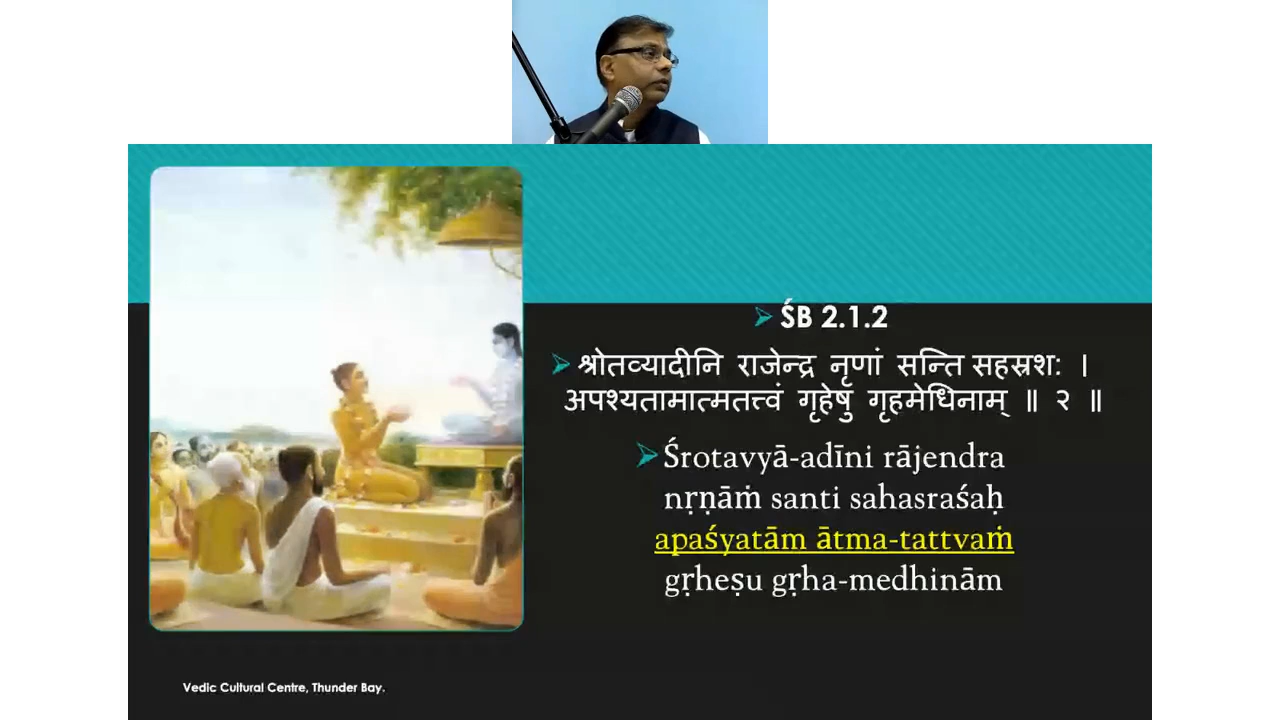 ➢ ŚB 2.1.2
➢ श्रोतव्यादीनि राजेन्द्र नृणां सन्ति सहस्रश: ।
अपश्यतामात्मतत्त्वं गृहेषु गृहमेधिनाम् ॥ २ ॥
➢ Śrotavyā-adīni rājendra
nṛṇāṁ santi sahasraśaḥ
apaśyatām ātma-tattvaṁ
gṛheṣu gṛha-medhinām
Vedic Cultural Centre, Thunder Bay.